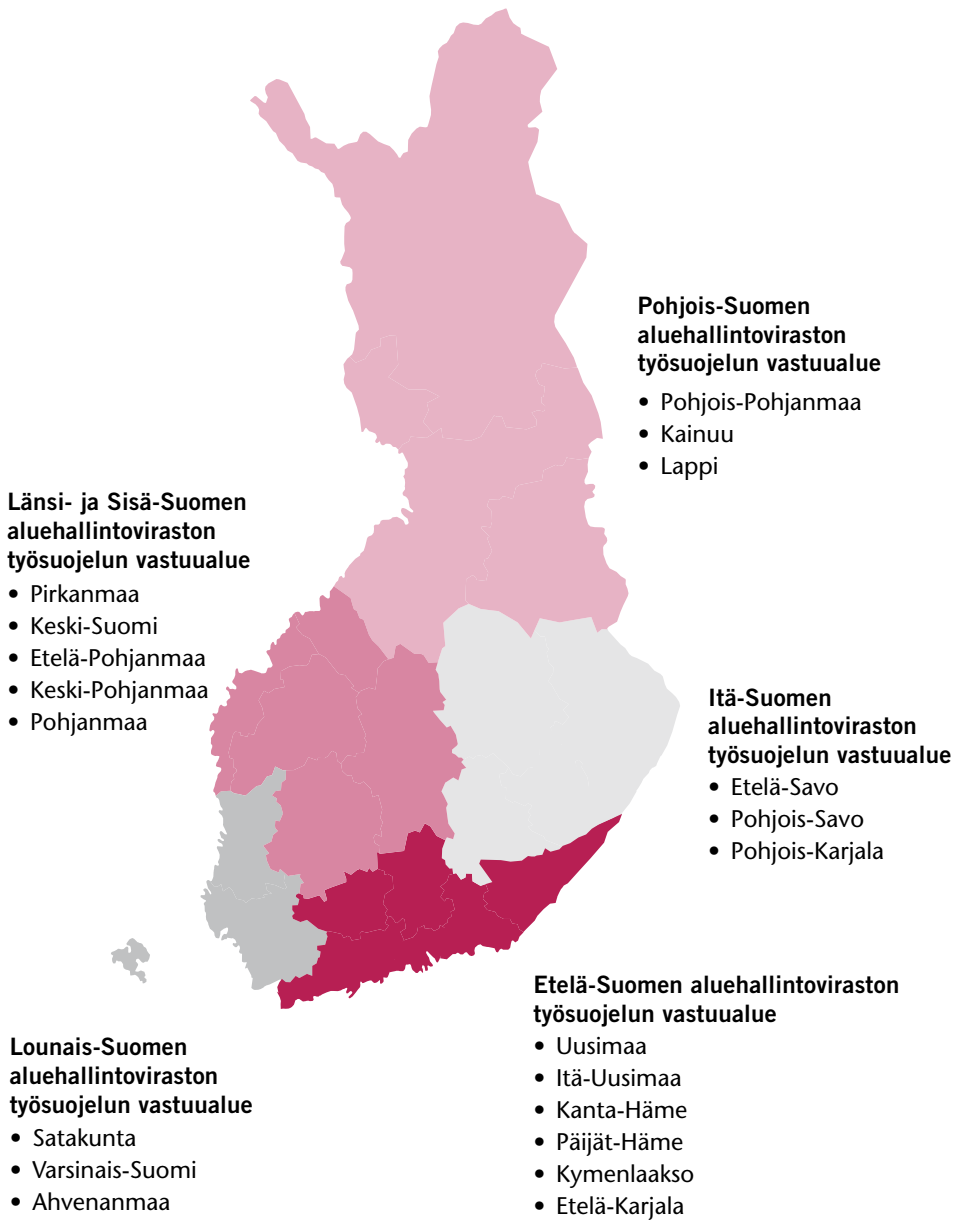 Pohjois-Suomen
aluehallintoviraston
työsuojelun vastuualue
• Pohjois-Pohjanmaa
• Kainuu
• Lappi
Länsi- ja Sisä-Suomen
aluehallintoviraston
työsuojelun vastuualue
• Pirkanmaa
• Keski-Suomi
• Etelä-Pohjanmaa
• Keski-Pohjanmaa
• Pohjanmaa
Itä-Suomen
aluehallintoviraston
työsuojelun vastuualue
• Etelä-Savo
• Pohjois-Savo
• Pohjois-Karjala
Etelä-Suomen aluehallintoviraston
työsuojelun vastuualue
• Uusimaa
• Itä-Uusimaa
• Kanta-Häme
• Päijät-Häme
• Kymenlaakso
• Etelä-Karjala
Lounais-Suomen
aluehallintoviraston
työsuojelun vastuualue
• Satakunta
• Varsinais-Suomi
• Ahvenanmaa